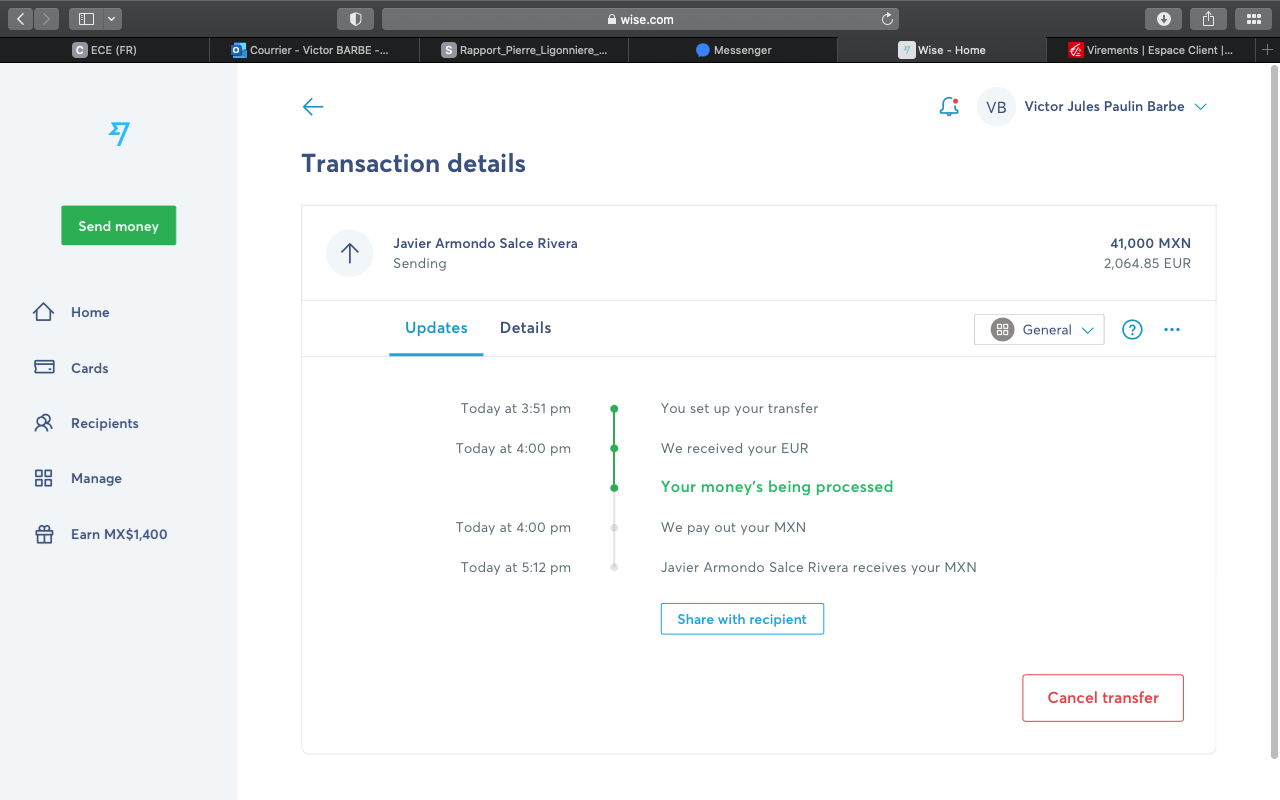 wise.com
C ECE (FR)
Courrier - Victor BARBE -...
S Rapport_Pierre_Ligonniere_...
Messenger
Wise - Home
Virements | Espace Client |...
VB Victor Jules Paulin Barbe
Transaction details
Send money
Home
Cards
Recipients
Manage
Earn MX$1,400
Javier Armondo Salce Rivera
Sending
41,000 MXN
2,064.85 EUR
Updates Details
General
?
Today at 3:51 pm You set up your transfer
Today at 4:00 pm We received your EUR
Your money's being processed
Today at 4:00 pm We pay out your MXN
Today at 5:12 pm Javier Armondo Salce Rivera receives your MXN
Share with recipient
Cancel transfer